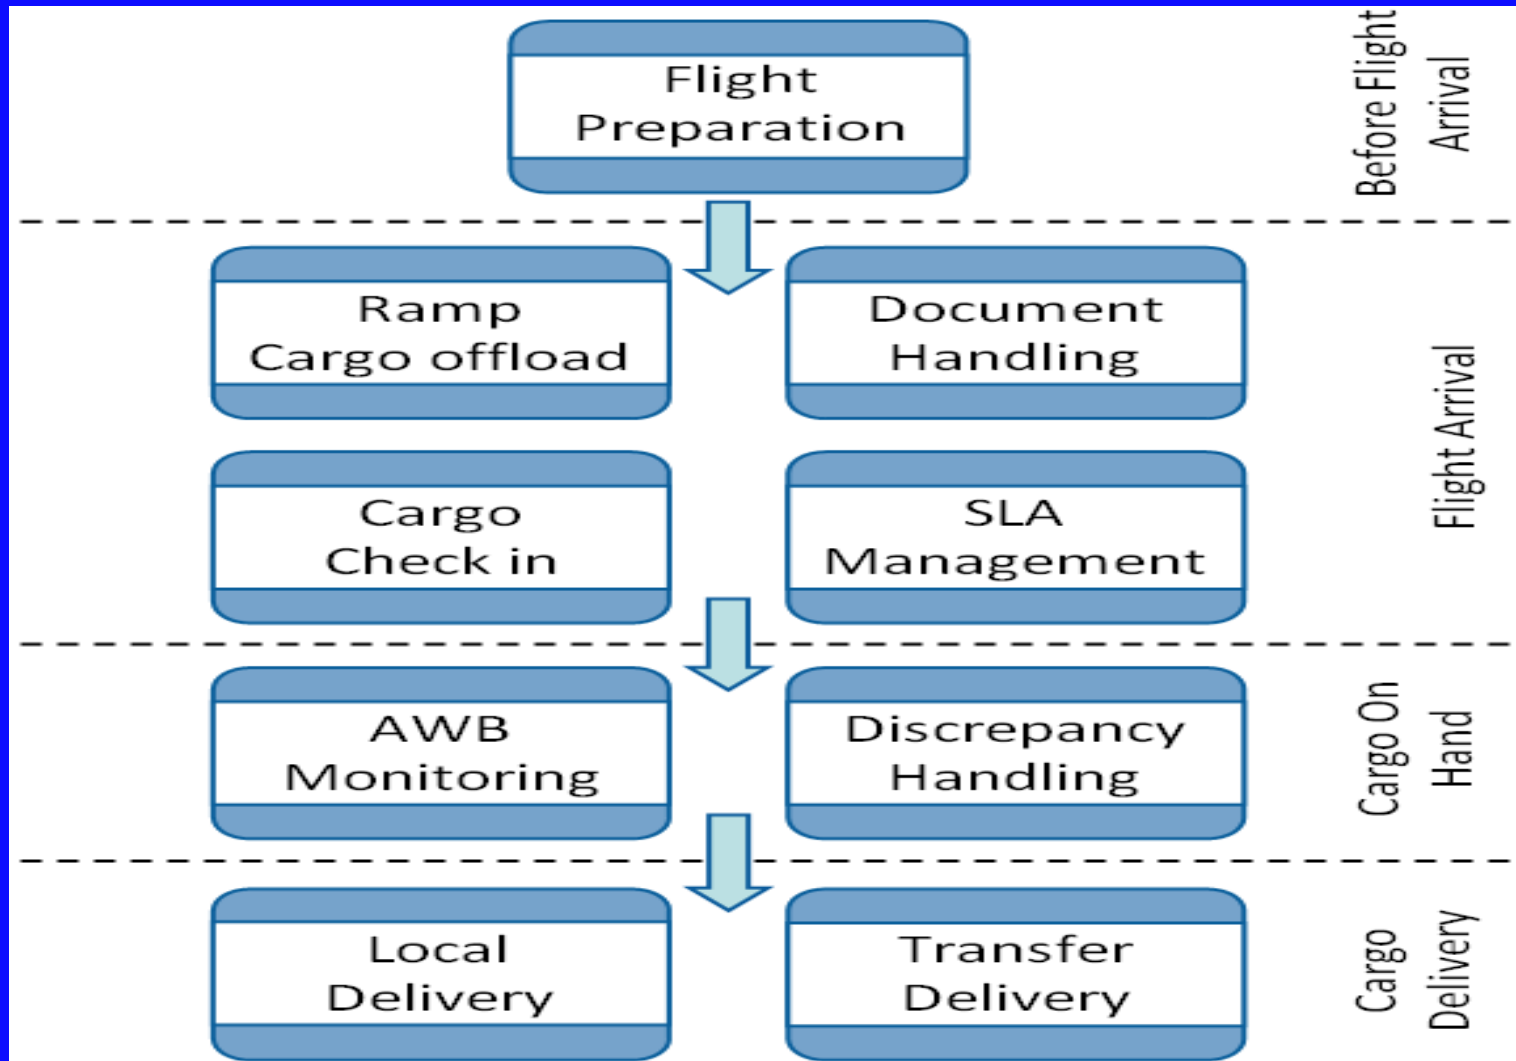 Flight
Preparation
Before Flight
Arrival
Ramp
Cargo offload
Document
Handling
Cargo
Check in
SLA
Management
Flight Arrival
AWB
Monitoring
Discrepancy
Handling
Cargo On
Hand
Local
Delivery
Transfer
Delivery
Cargo
Delivery